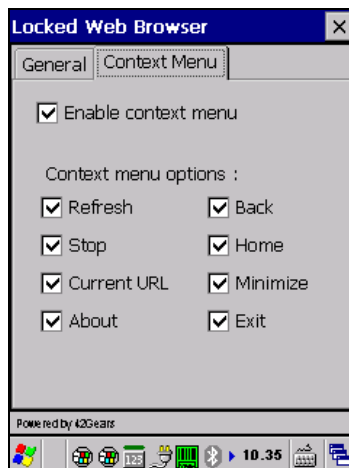 Locked Web Browser
General Context Menu
Enable context menu
Context menu options :
Refresh Back
Stop Home
Current URL Minimize
About Exit
Powered by 42Gears
123 10.35